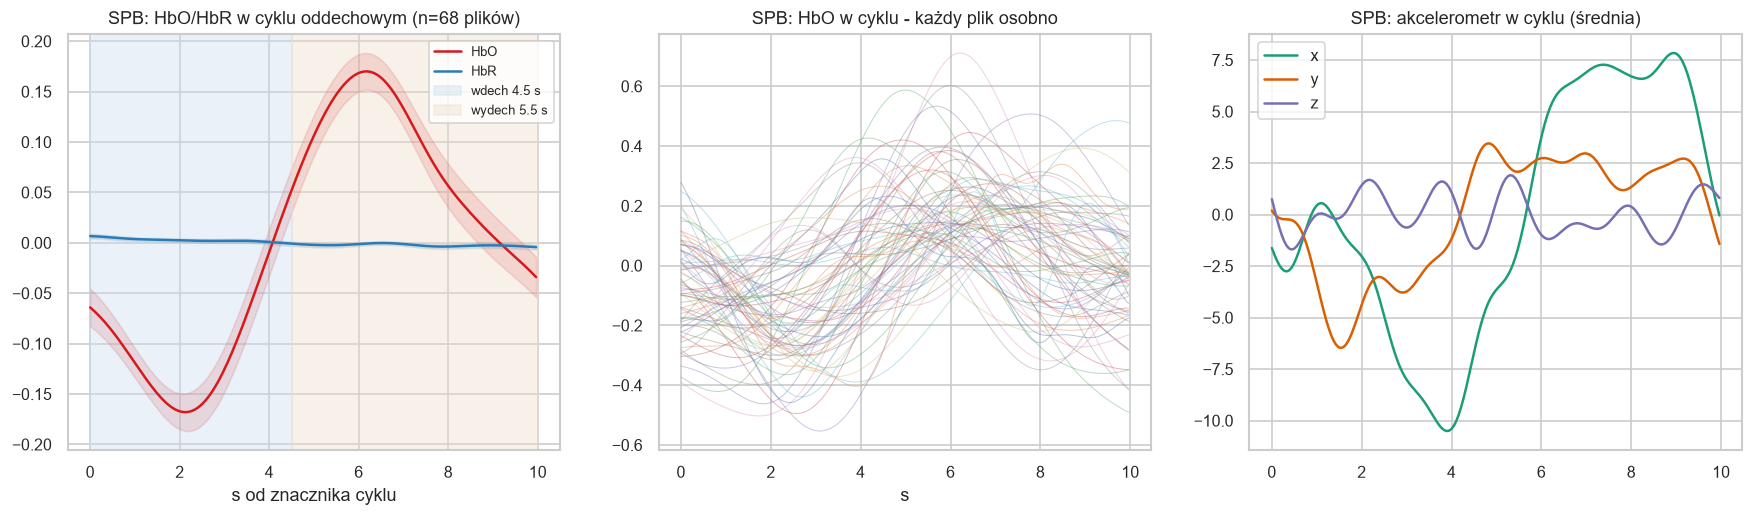 SPB: HbO/HbR w cyklu oddechowym (n=68 plików)
0.20
0.15
0.10
0.05
0.00
−0.05
−0.10
−0.15
−0.20
HbO
HbR
wdech 4.5 s
wydech 5.5 s
0 2 4 6 8 10
s od znacznika cyklu
SPB: HbO w cyklu - każdy plik osobno
0.6
0.4
0.2
0.0
−0.2
−0.4
−0.6
0 2 4 6 8 10
s
SPB: akcelerometr w cyklu (średnia)
7.5
5.0
2.5
0.0
−2.5
−5.0
−7.5
−10.0
x
y
z
0 2 4 6 8 10